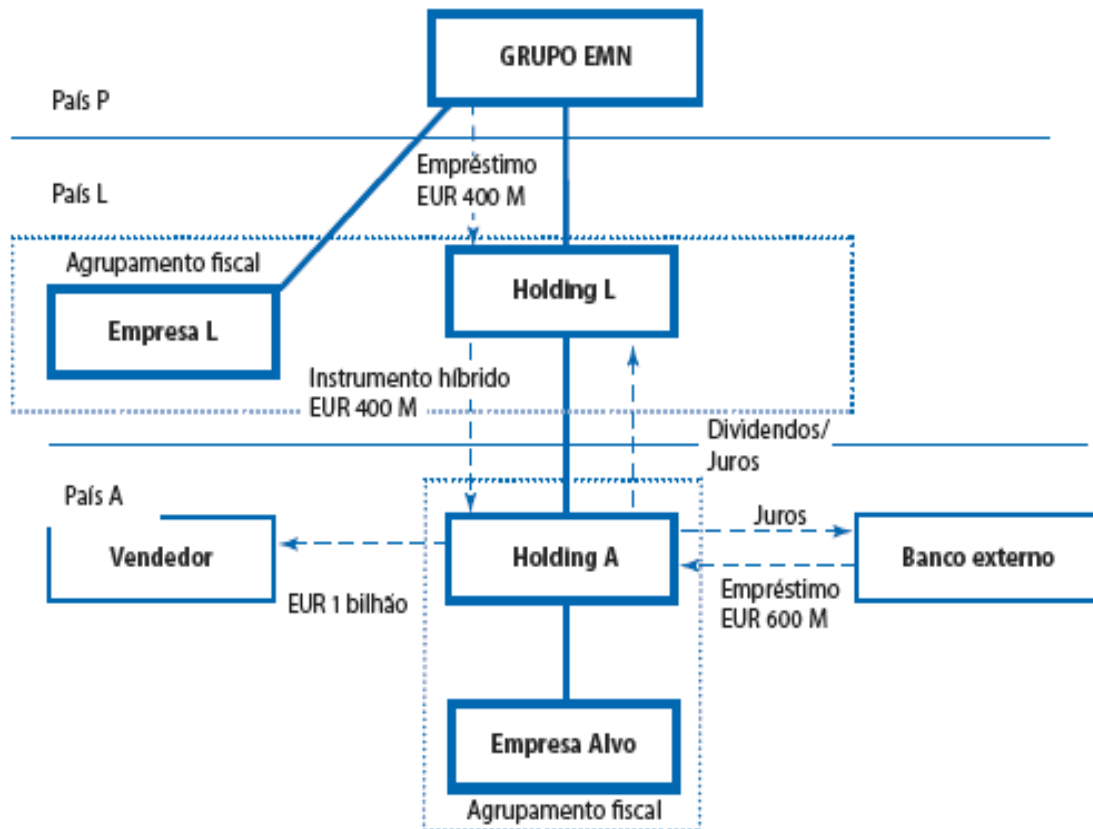 GRUPO EMN
País P
Empréstimo
EUR 400 M
País L
Agrupamento fiscal
Holding L
Empresa L
Instrumento híbrido
EUR 400 M
Dividendos/
Juros
País A
Juros
Vendedor
Holding A
Banco externo
EUR 1 bilhão
Empréstimo
EUR 600 M
Empresa Alvo
Agrupamento fiscal